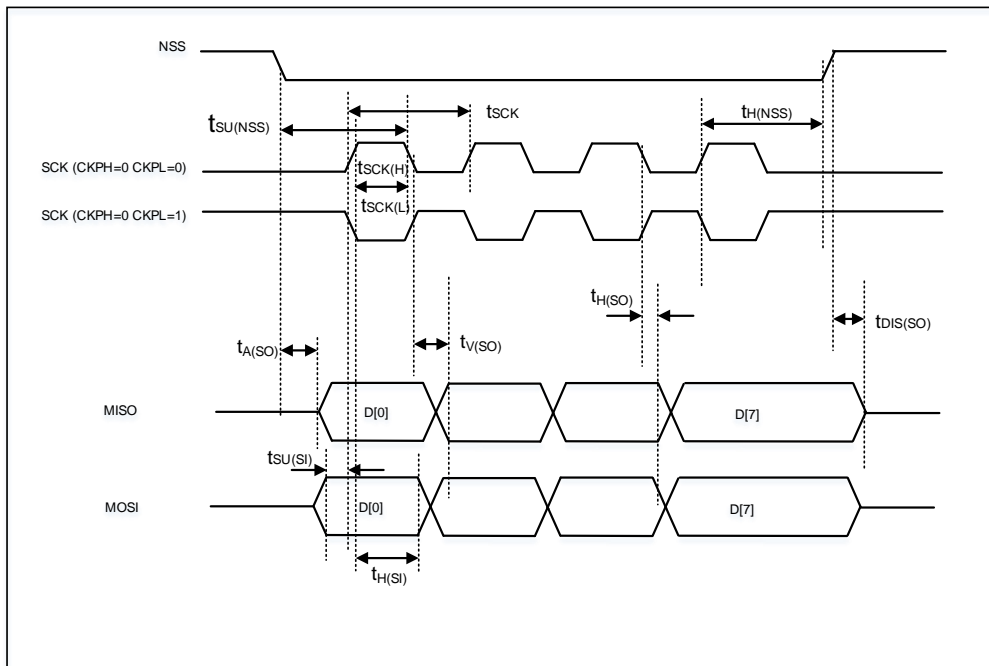 NSS
tSCK
tH(NSS)
tSU(NSS)
SCK (CKPH=0 CKPL=0)
tSCK(H)
tSCK(L)
SCK (CKPH=0 CKPL=1)
tH(SO)
tDIS(SO)
tA(SO)
tV(SO)
MISO
D[0]
D[7]
tSU(SI)
MOSI
D[0]
D[7]
tH(SI)